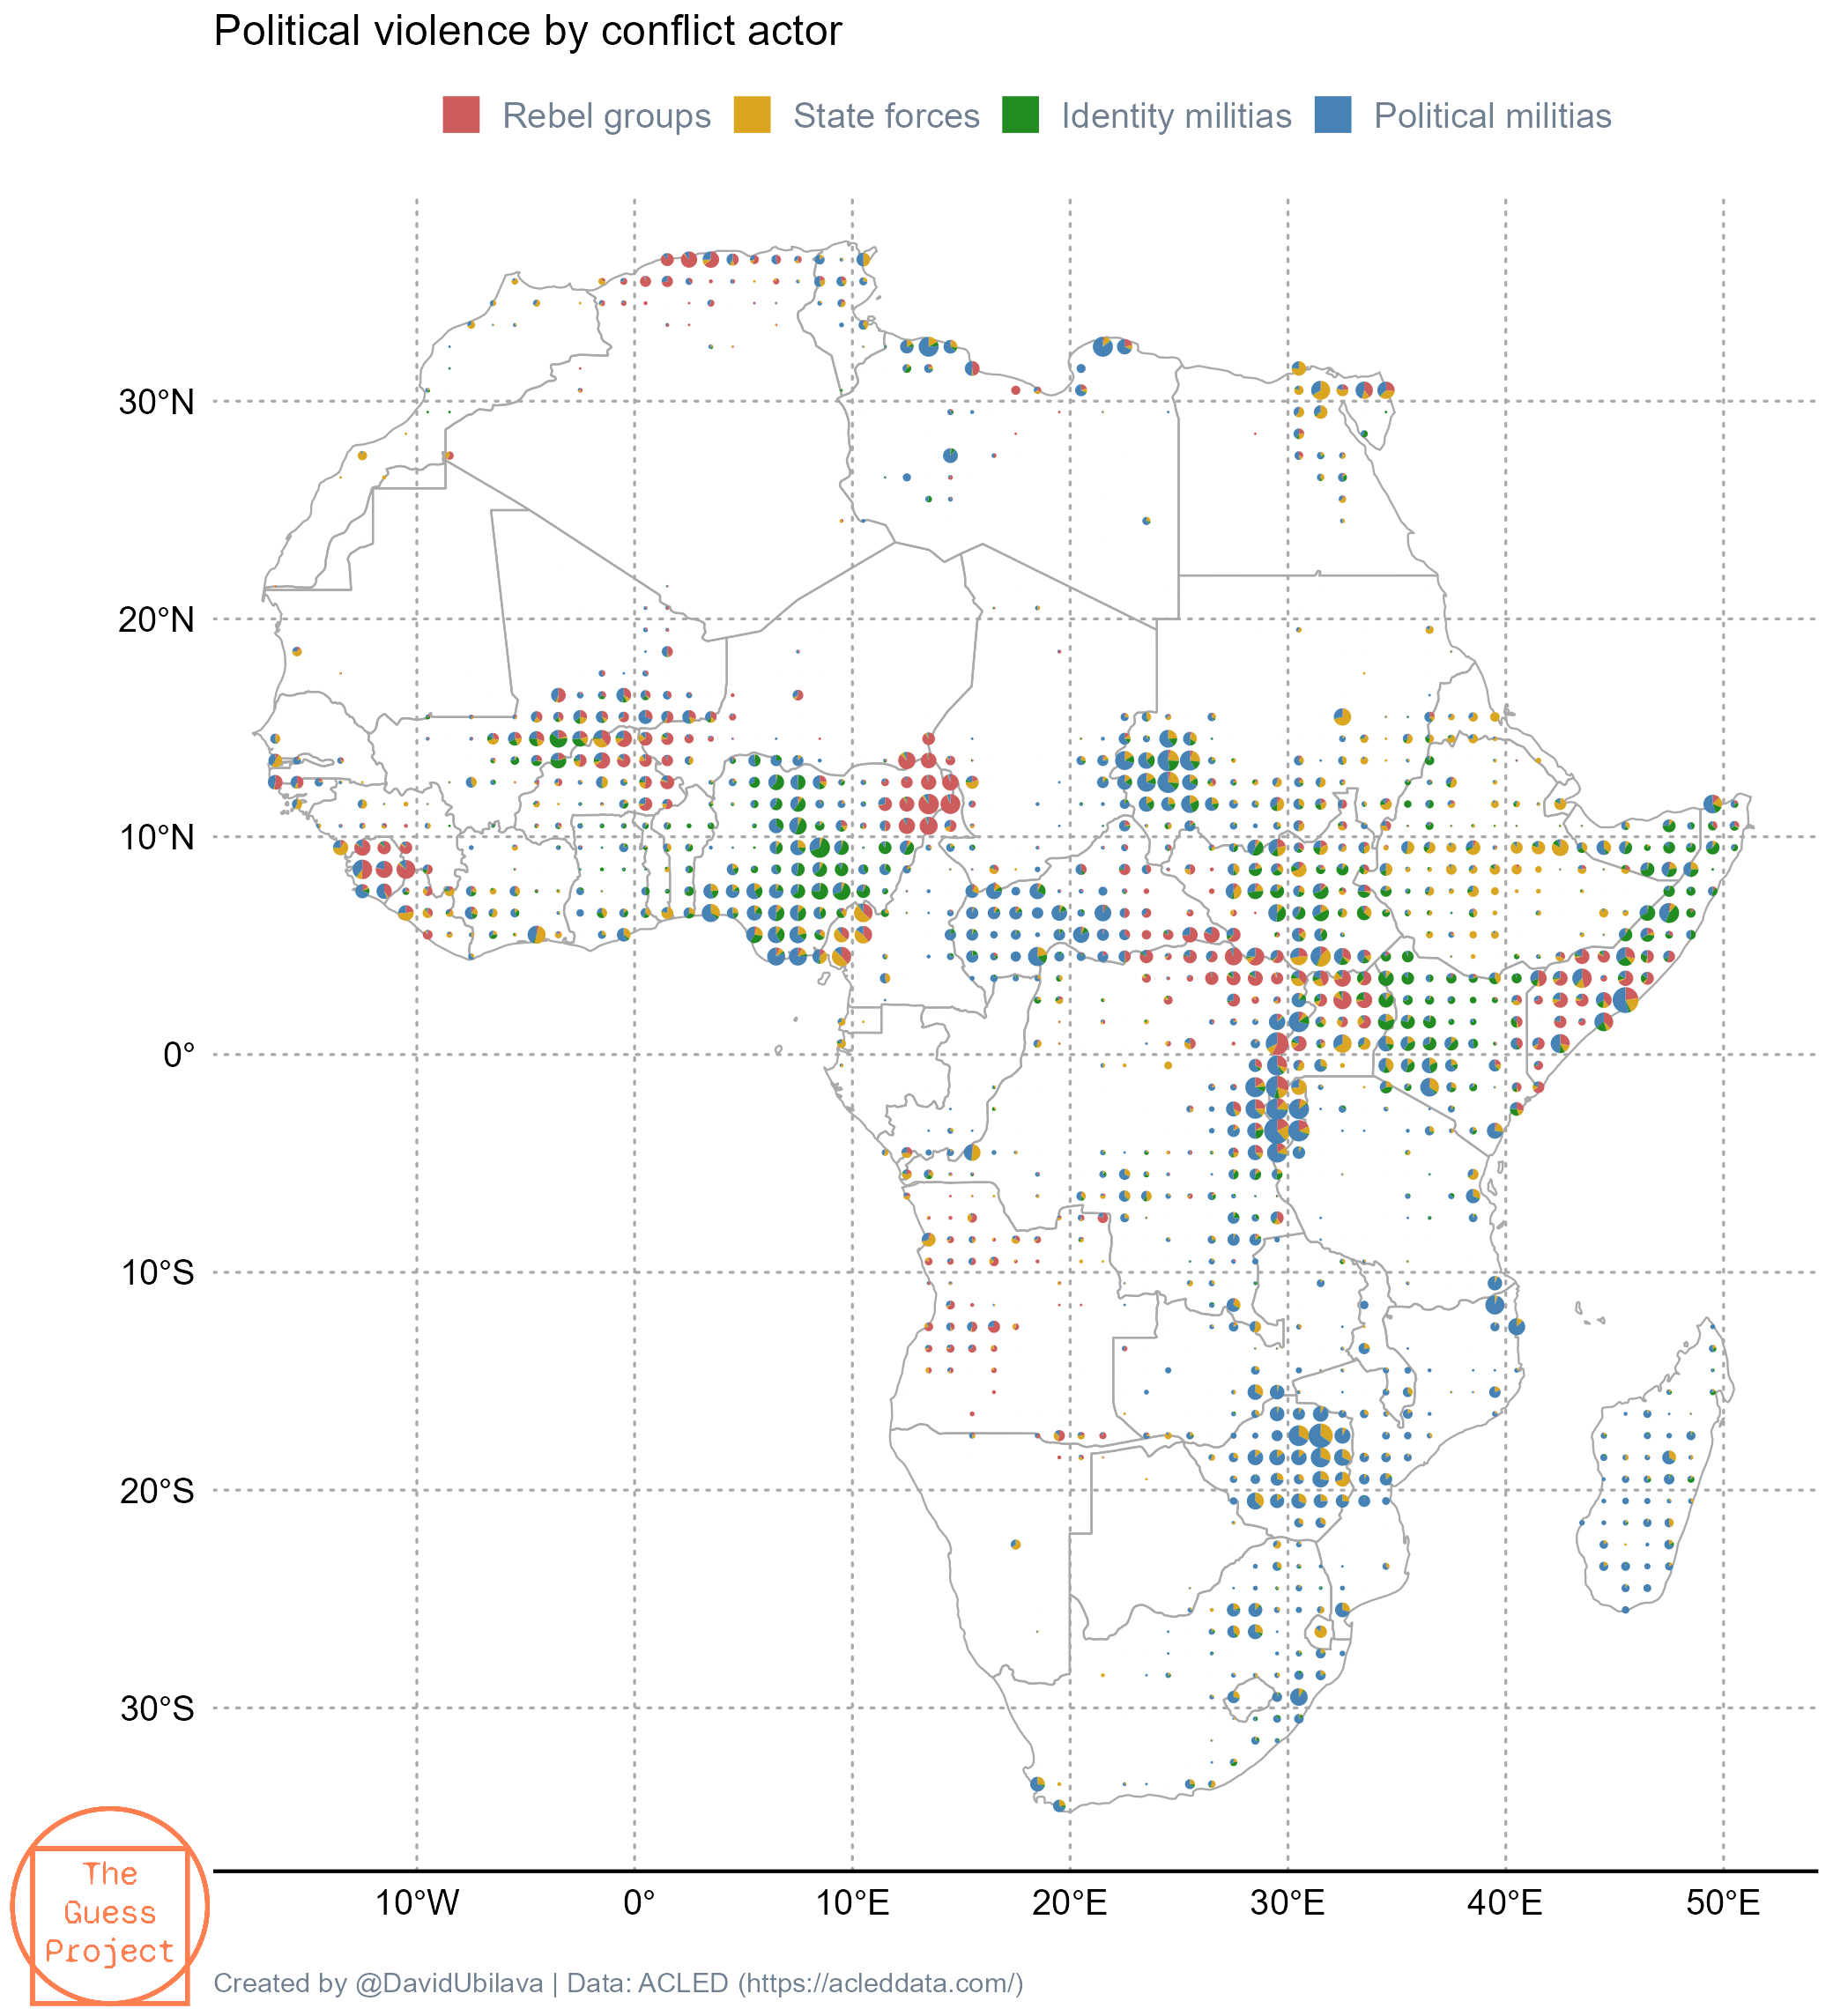 Political violence by conflict actor
Rebel groups State forces Identity militias Political militias
30°N
20°N
10°N
0°
10°S
20°S
30°S
10°W 0° 10°E 20°E 30°E 40°E 50°E
The
Guess
Project
Created by @DavidUbilava | Data: ACLED (https://acleddata.com/)